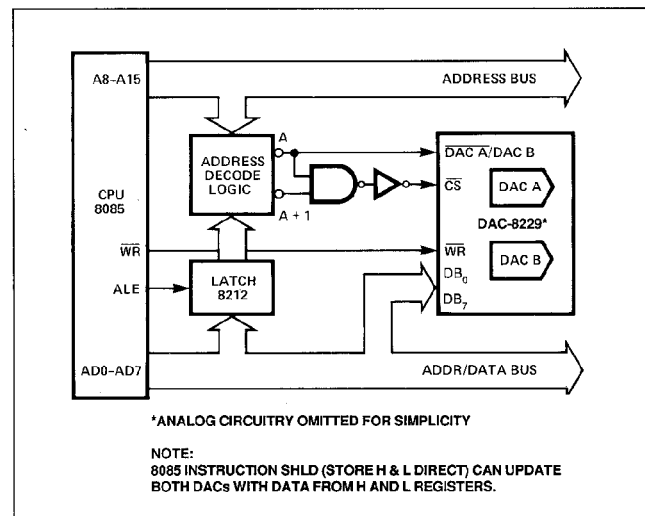 A8–A15
ADDRESS BUS
A
ADDRESS
DECODE
LOGIC
A + 1
DAC A/DAC B
CS
DAC A
CPU
8085
DAC-8229*
WR
WR
DAC B
ALE
LATCH
8212
DB0
DB7
AD0–AD7
ADDR/DATA BUS
*ANALOG CIRCUITRY OMITTED FOR SIMPLICITY
NOTE:
8085 INSTRUCTION SHLD (STORE H & L DIRECT) CAN UPDATE
BOTH DACs WITH DATA FROM H AND L REGISTERS.